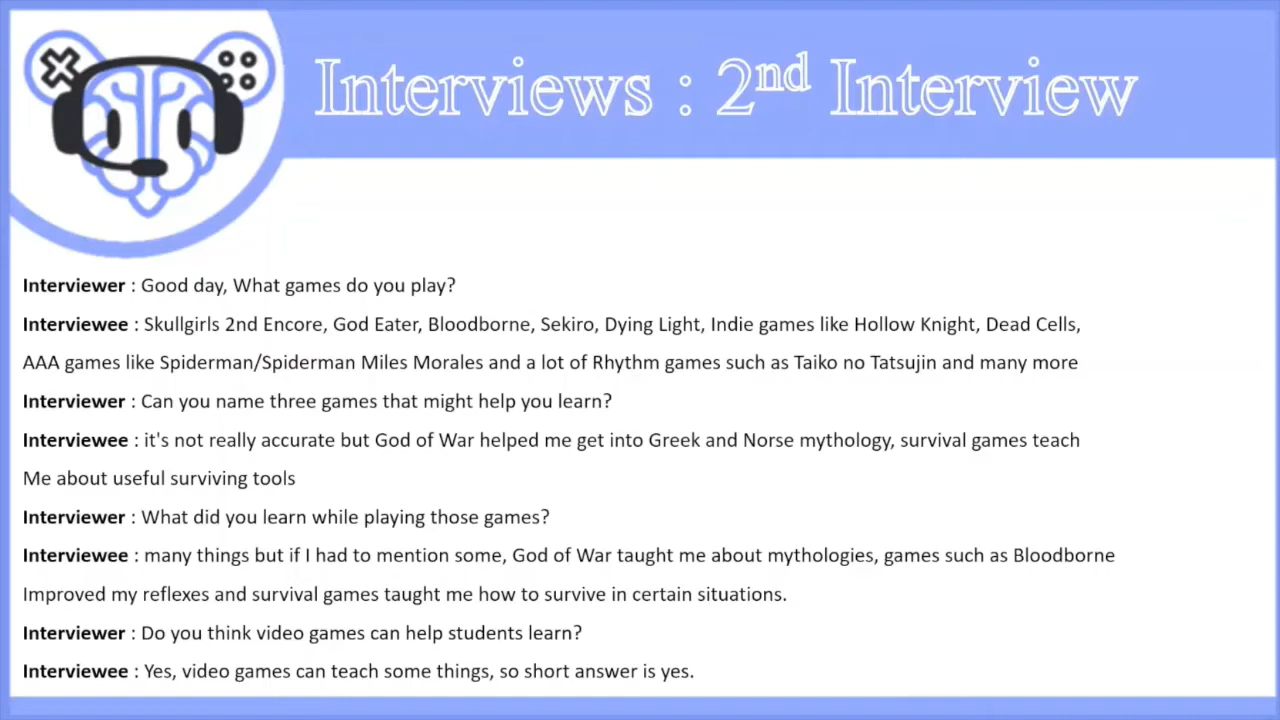 Interviews : 2nd Interview
Interviewer : Good day, What games do you play?
Interviewee : Skullgirls 2nd Encore, God Eater, Bloodborne, Sekiro, Dying Light, Indie games like Hollow Knight, Dead Cells,
AAA games like Spiderman/Spiderman Miles Morales and a lot of Rhythm games such as Taiko no Tatsujin and many more
Interviewer : Can you name three games that might help you learn?
Interviewee : it's not really accurate but God of War helped me get into Greek and Norse mythology, survival games teach
Me about useful surviving tools
Interviewer : What did you learn while playing those games?
Interviewee : many things but if I had to mention some, God of War taught me about mythologies, games such as Bloodborne
Improved my reflexes and survival games taught me how to survive in certain situations.
Interviewer : Do you think video games can help students learn?
Interviewee : Yes, video games can teach some things, so short answer is yes.